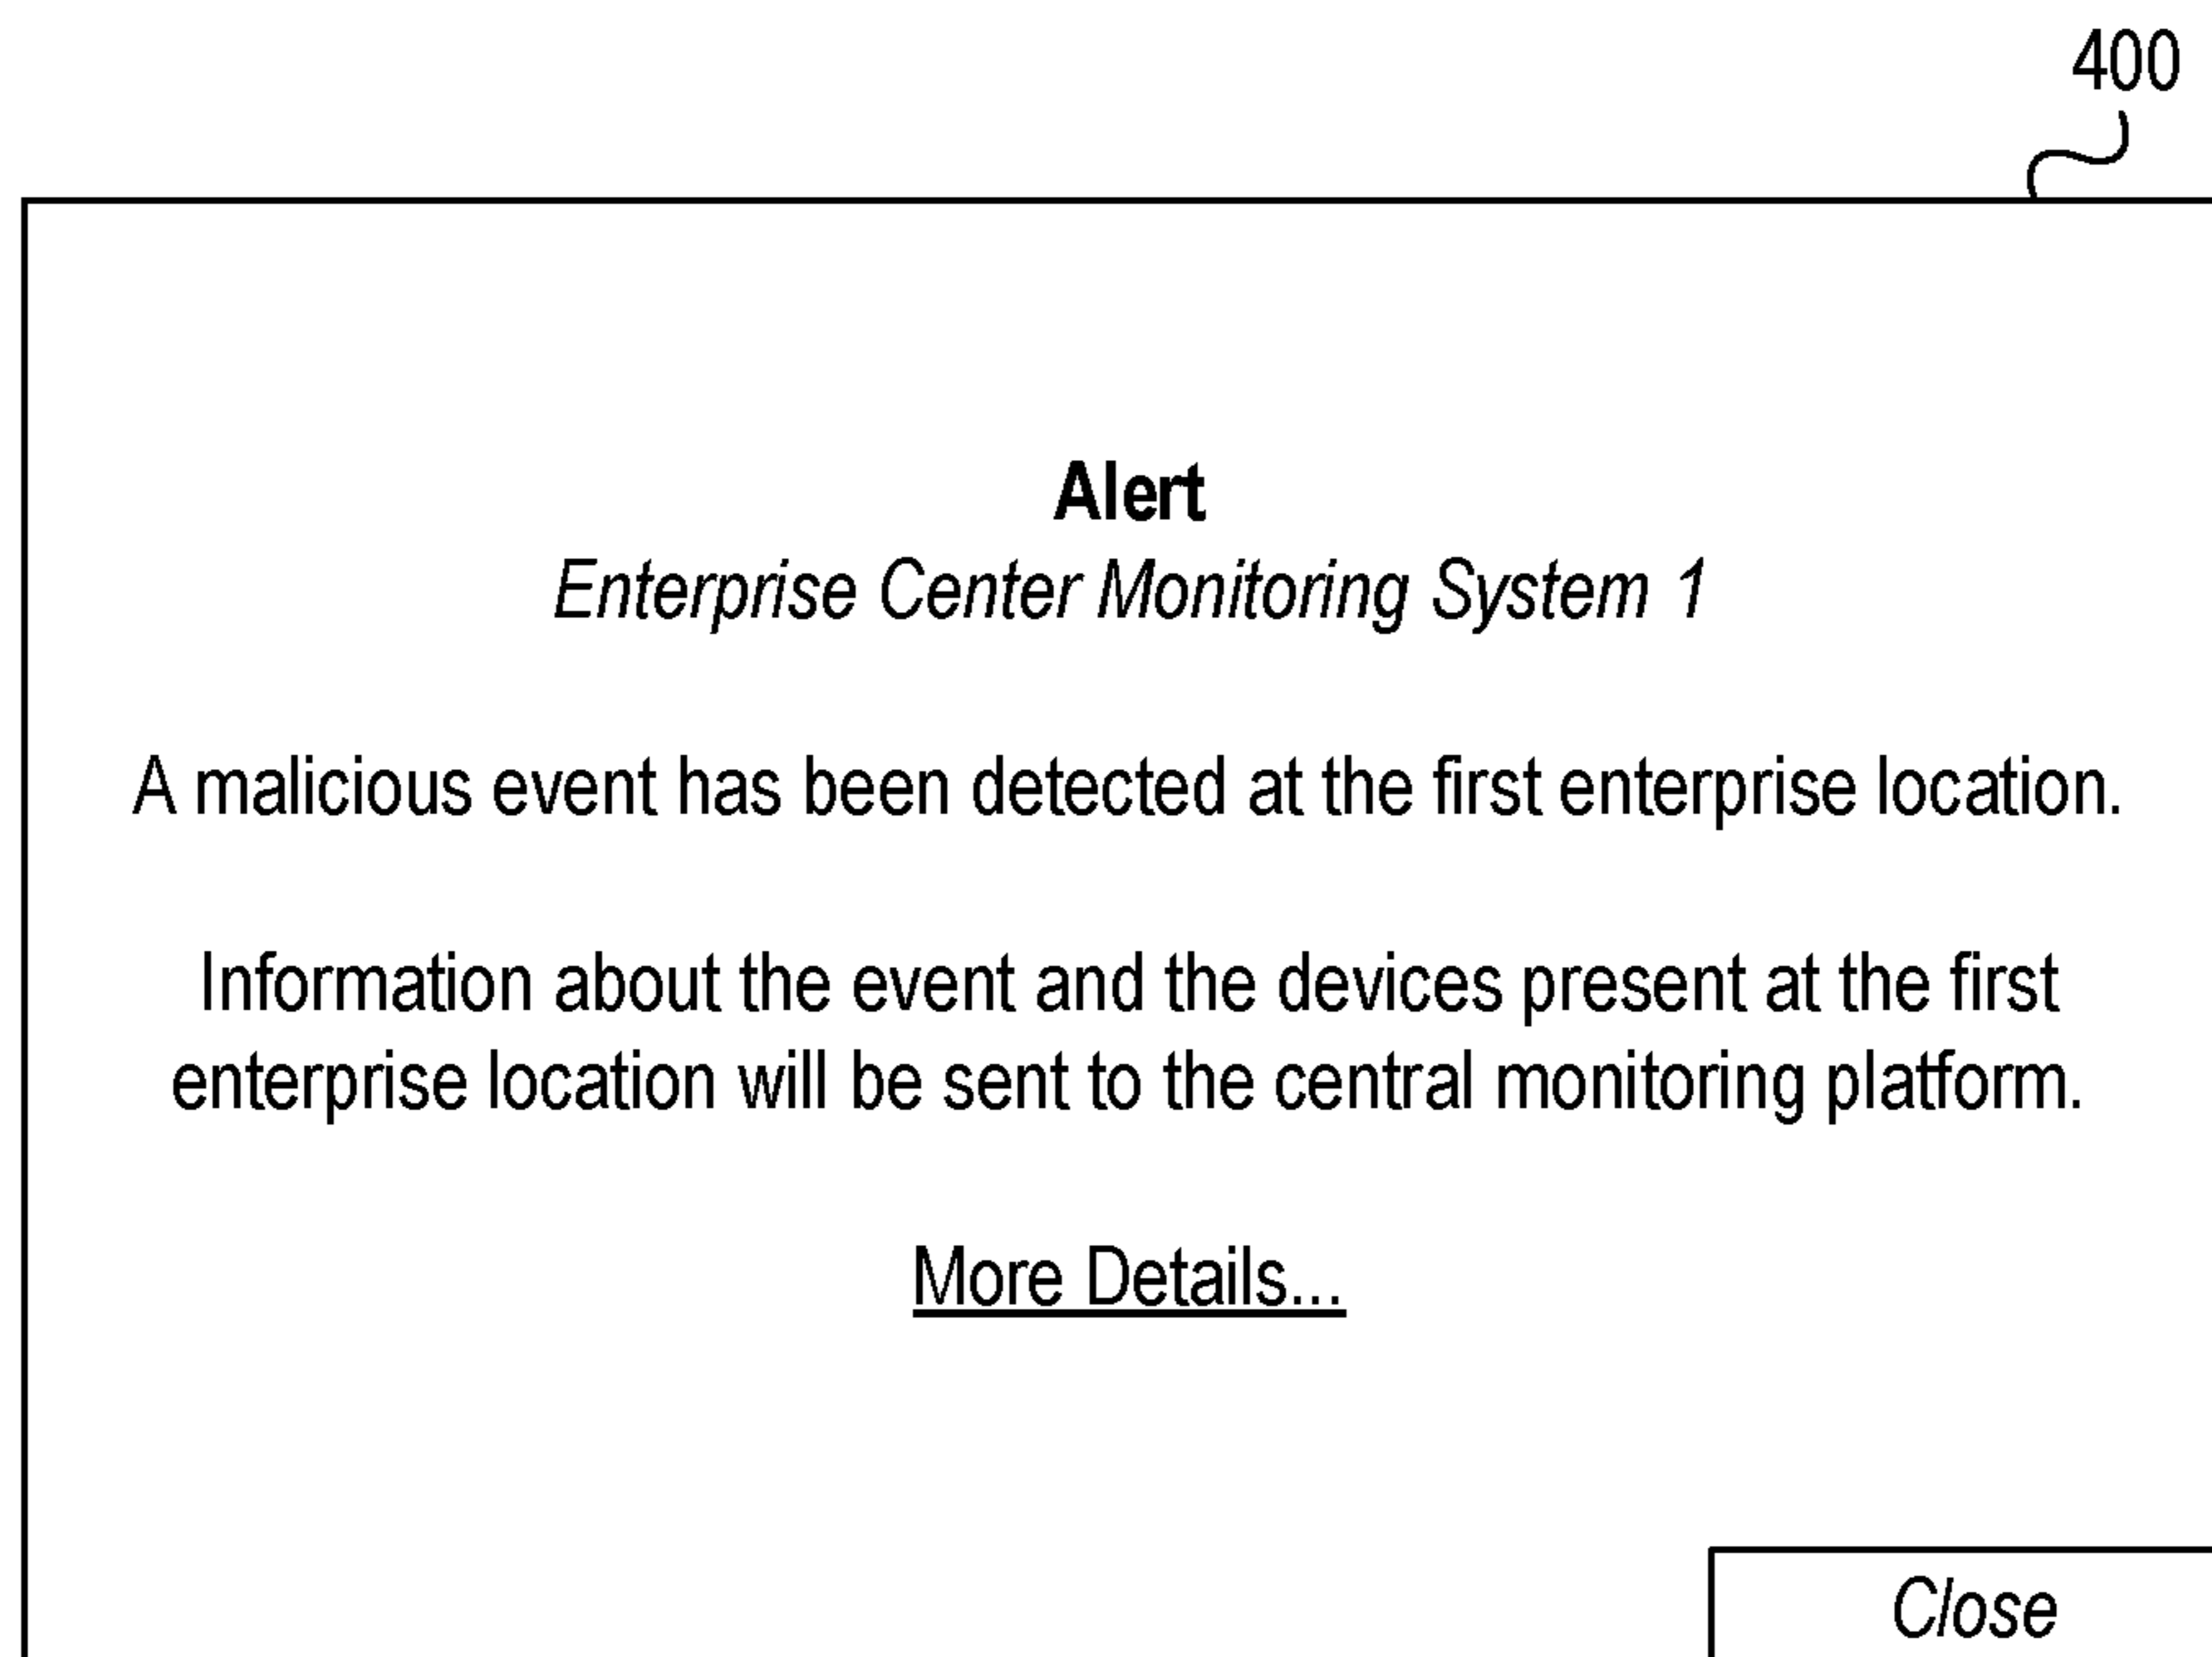 400
Alert
Enterprise Center Monitoring System 1
A malicious event has been detected at the first enterprise location.
Information about the event and the devices present at the first
enterprise location will be sent to the central monitoring platform.
More Details...
Close